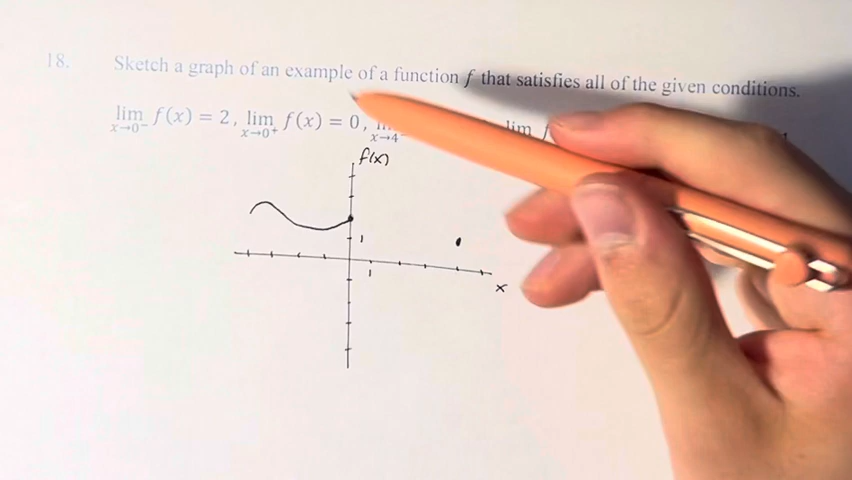 18. Sketch a graph of an example of a function f that satisfies all of the given conditions.
lim x→0⁻ f(x) = 2, lim x→0⁺ f(x) = 0, x→4 lim
f(x)
1
1
x